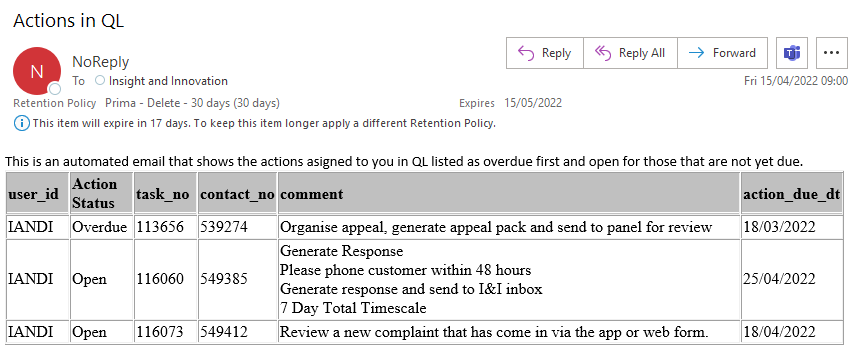 Actions in QL
N
NoReply
To Insight and Innovation
Reply
Reply All
Forward
Fri 15/04/2022 09:00
Retention Policy Prima - Delete - 30 days (30 days)
Expires 15/05/2022
This item will expire in 17 days. To keep this item longer apply a different Retention Policy.
This is an automated email that shows the actions asigned to you in QL listed as overdue first and open for those that are not yet due.
user_id Action Status task_no contact_no comment action_due_dt
IANDI Overdue 113656 539274 Organise appeal, generate appeal pack and send to panel for review 18/03/2022
IANDI Open 116060 549385 Generate Response
Please phone customer within 48 hours
Generate response and send to I&I inbox
7 Day Total Timescale
25/04/2022
IANDI Open 116073 549412 Review a new complaint that has come in via the app or web form. 18/04/2022